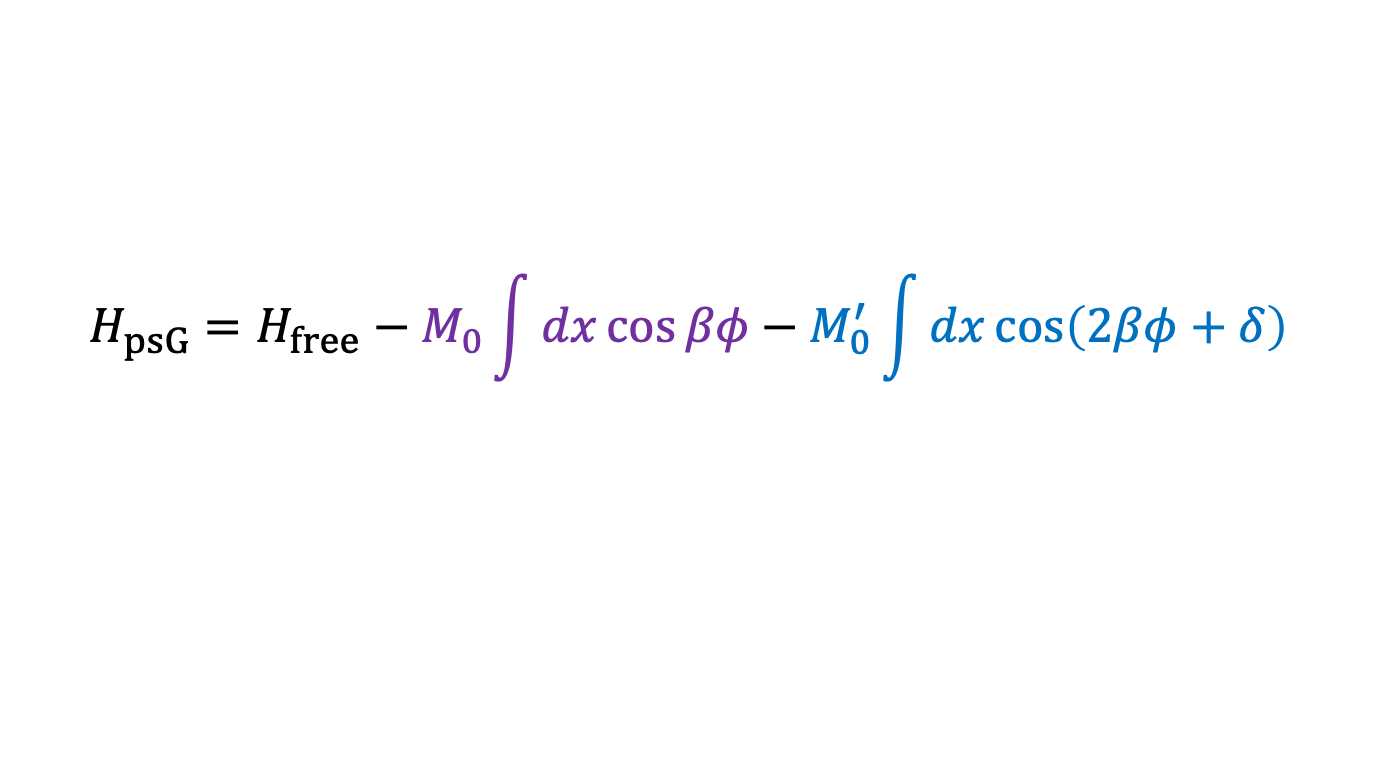 H_psG = H_free − M_0 ∫ dx cos βϕ − M′_0 ∫ dx cos(2βϕ + δ)